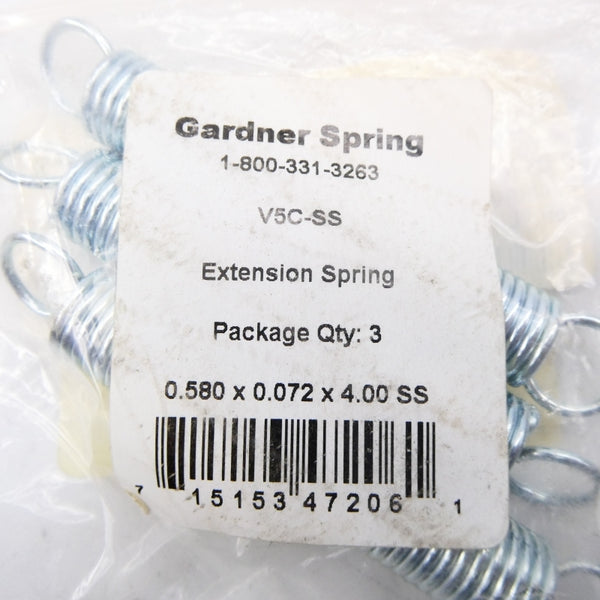 Gardner Spring
1-800-331-3263
V5C-SS
Extension Spring
Package Qty: 3
0.580 x 0.072 x 4.00 SS
7 15153 47206 1